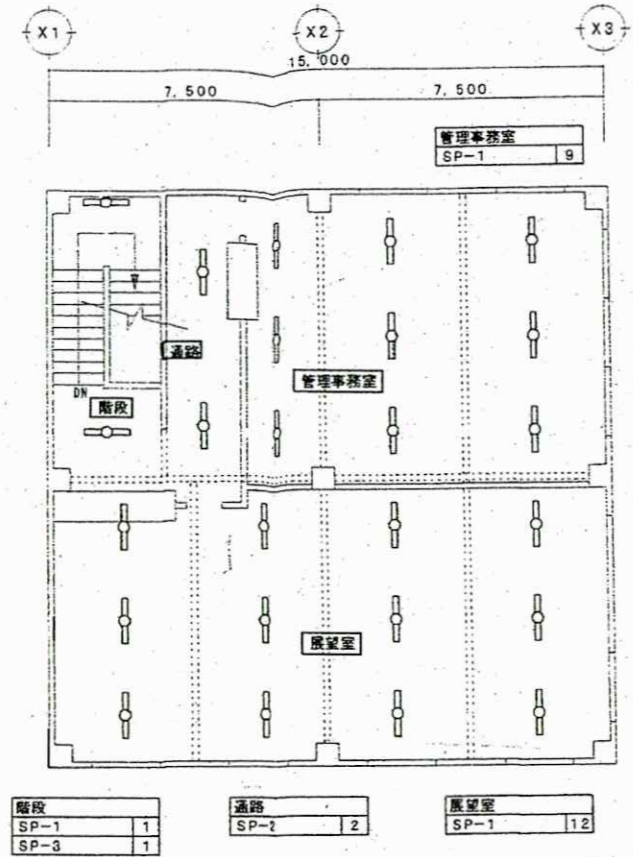 X1
X2
X3
15,000
7,500
7,500
管理事務室
SP-1 9
通路
管理事務室
DN
階段
展望室
階段
SP-1 1
SP-3 1
通路
SP-2 2
展望室
SP-1 12